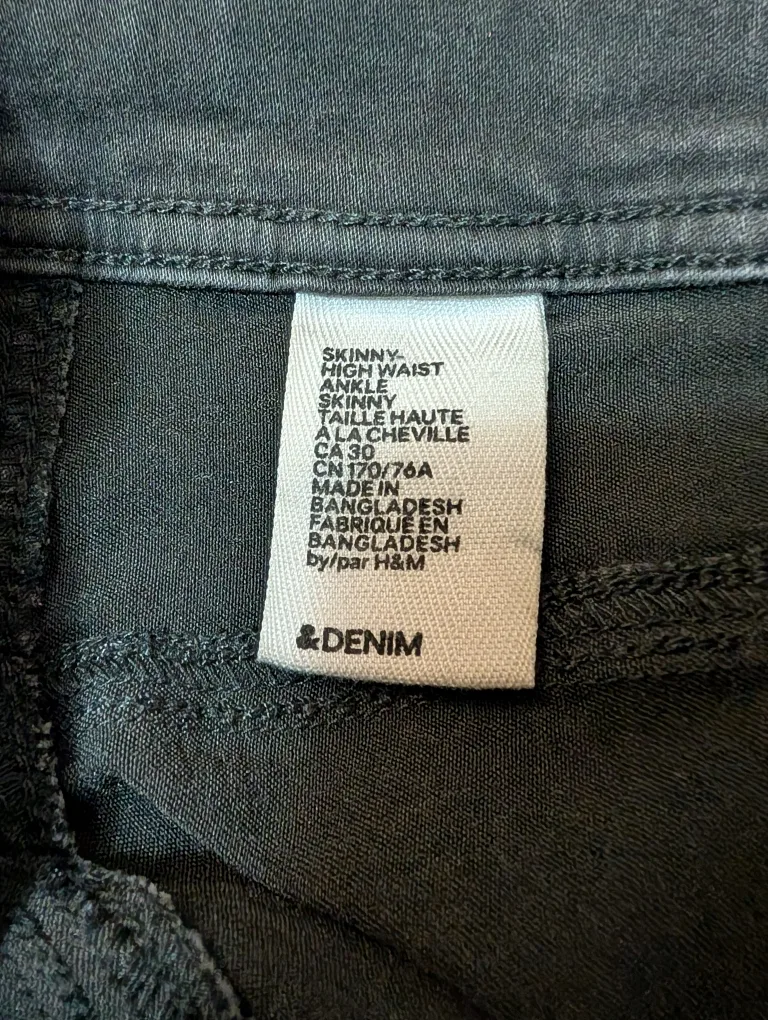 SKINNY-
HIGH WAIST
ANKLE
SKINNY
TAILLE HAUTE
À LA CHEVILLE
CA 30
CN 170/76A
MADE IN
BANGLADESH
FABRIQUÉ EN
BANGLADESH
by/par H&M
&DENIM